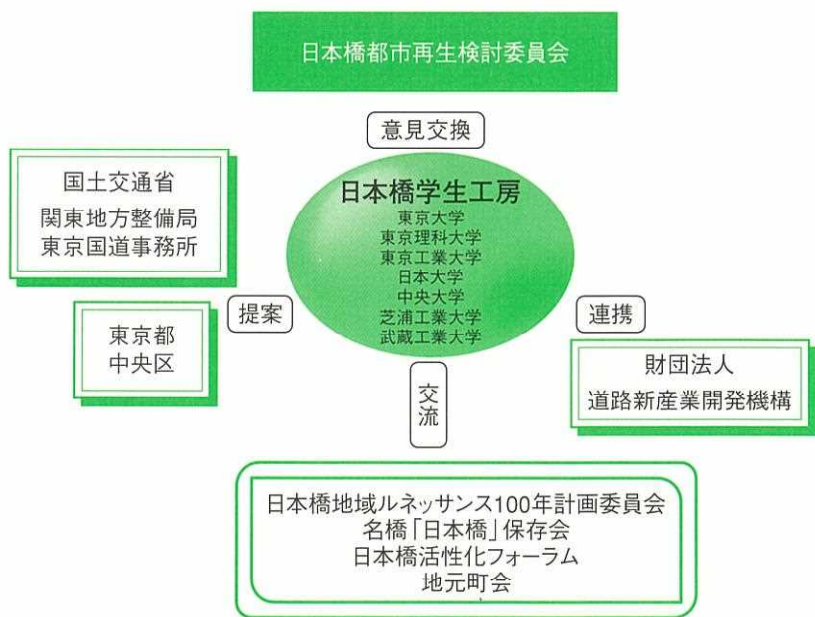 日本橋都市再生検討委員会
意見交換
国土交通省
関東地方整備局
東京国道事務所
日本橋学生工房
東京大学
東京理科大学
東京工業大学
日本大学
中央大学
芝浦工業大学
武蔵工業大学
提案
連携
東京都
中央区
財団法人
道路新産業開発機構
交流
日本橋地域ルネッサンス100年計画委員会
名橋「日本橋」保存会
日本橋活性化フォーラム
地元町会